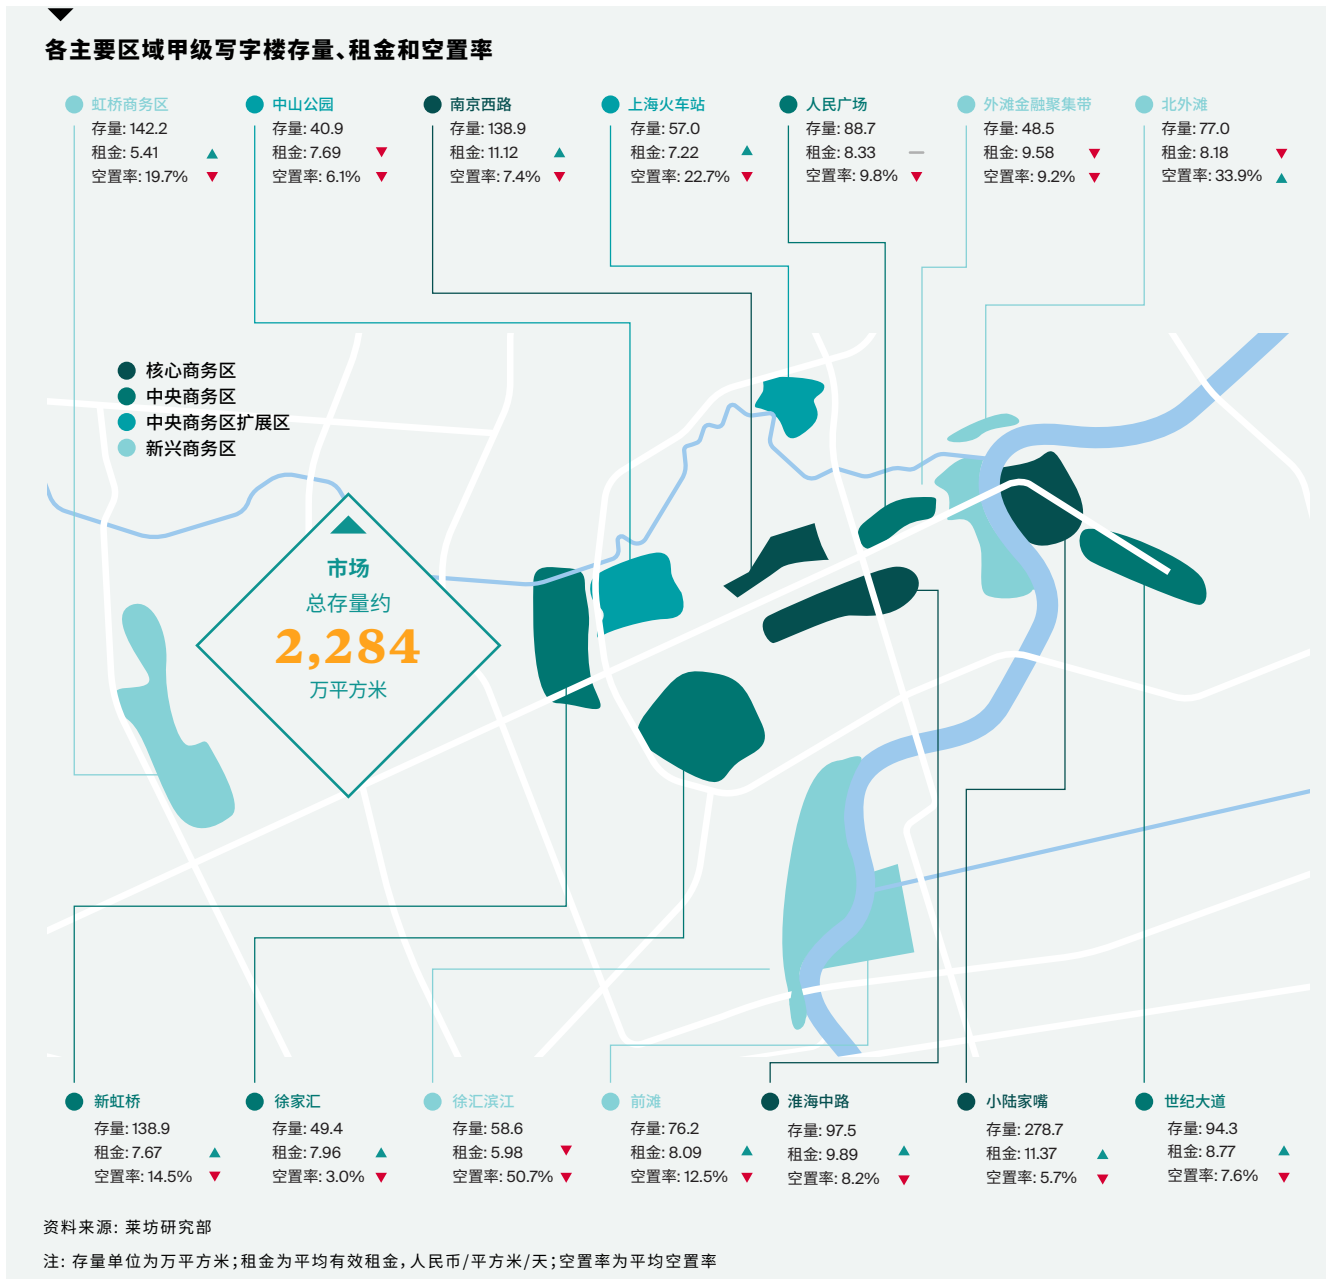 各主要区域甲级写字楼存量、租金和空置率
虹桥商务区
存量: 142.2
租金: 5.41
空置率: 19.7%
中山公园
存量: 40.9
租金: 7.69
空置率: 6.1%
南京西路
存量: 138.9
租金: 11.12
空置率: 7.4%
上海火车站
存量: 57.0
租金: 7.22
空置率: 22.7%
人民广场
存量: 88.7
租金: 8.33
空置率: 9.8%
外滩金融聚集带
存量: 48.5
租金: 9.58
空置率: 9.2%
北外滩
存量: 77.0
租金: 8.18
空置率: 33.9%
核心商务区
中央商务区
中央商务区扩展区
新兴商务区
市场
总存量约
2,284
万平方米
新虹桥
存量: 138.9
租金: 7.67
空置率: 14.5%
徐家汇
存量: 49.4
租金: 7.96
空置率: 3.0%
徐汇滨江
存量: 58.6
租金: 5.98
空置率: 50.7%
前滩
存量: 76.2
租金: 8.09
空置率: 12.5%
淮海中路
存量: 97.5
租金: 9.89
空置率: 8.2%
小陆家嘴
存量: 278.7
租金: 11.37
空置率: 5.7%
世纪大道
存量: 94.3
租金: 8.77
空置率: 7.6%
资料来源: 莱坊研究部
注: 存量单位为万平方米；租金为平均有效租金，人民币/平方米/天；空置率为平均空置率